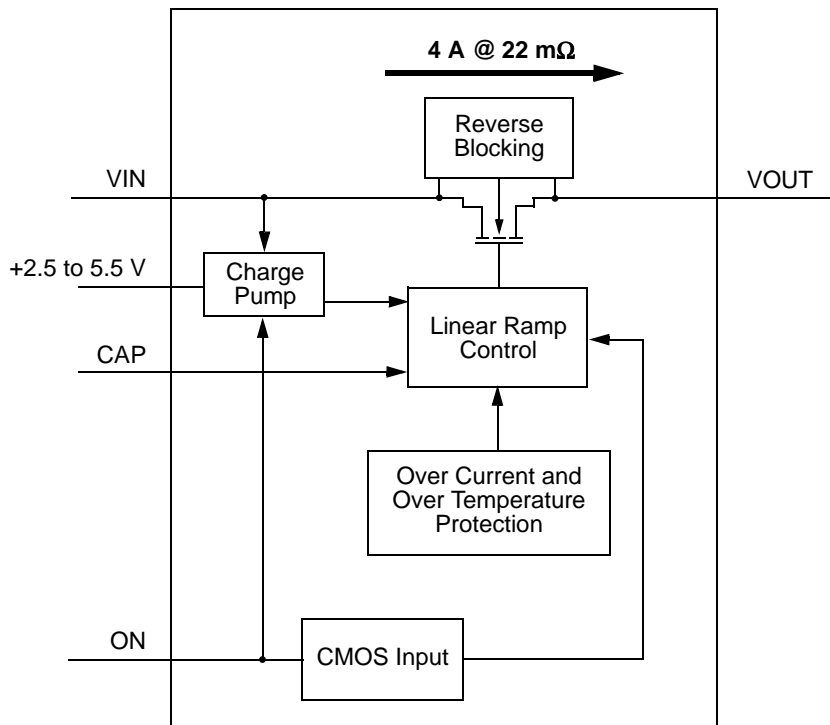 4 A @ 22 mΩ
Reverse
Blocking
VIN
VOUT
+2.5 to 5.5 V
Charge
Pump
Linear Ramp
Control
CAP
Over Current and
Over Temperature
Protection
ON
CMOS Input